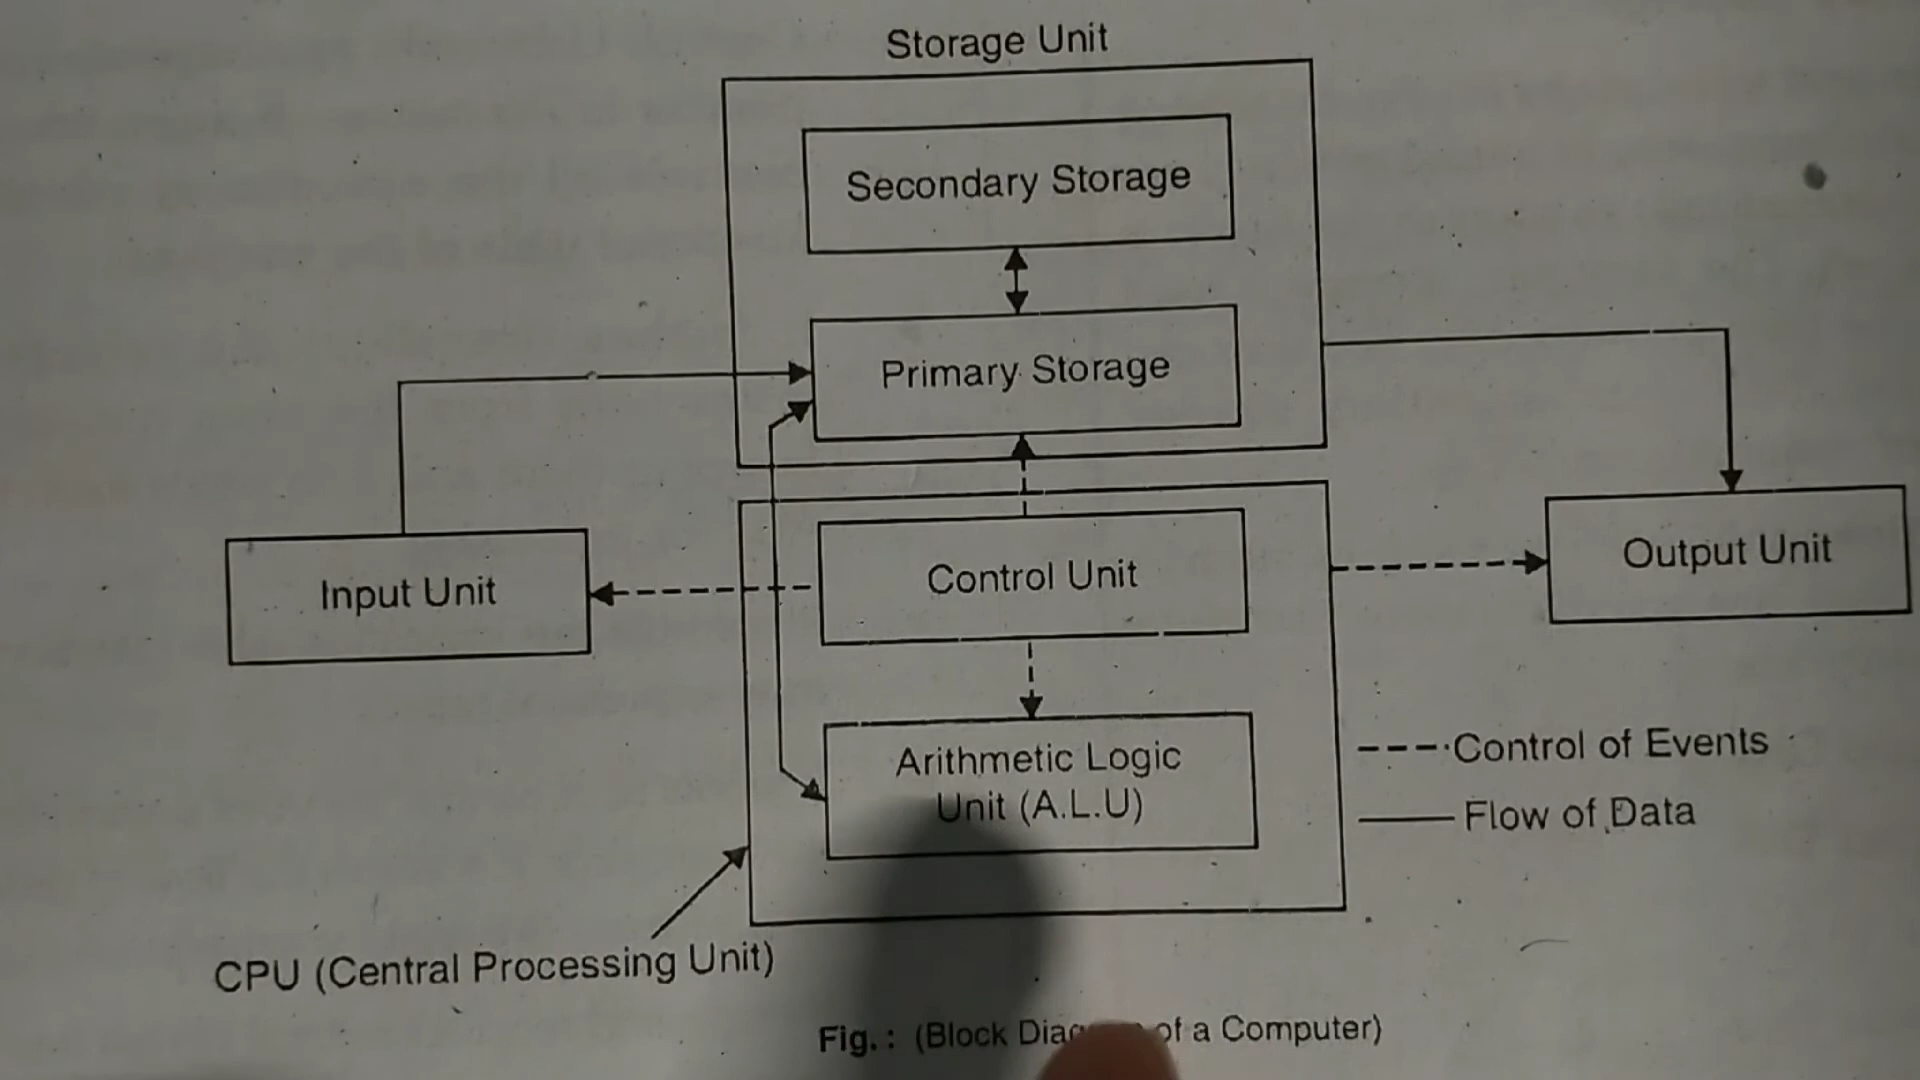 Storage Unit
Secondary Storage
Primary Storage
Input Unit
Control Unit
Output Unit
Arithmetic Logic
Unit (A.L.U)
Control of Events
Flow of Data
CPU (Central Processing Unit)
Fig. : (Block of a Computer)